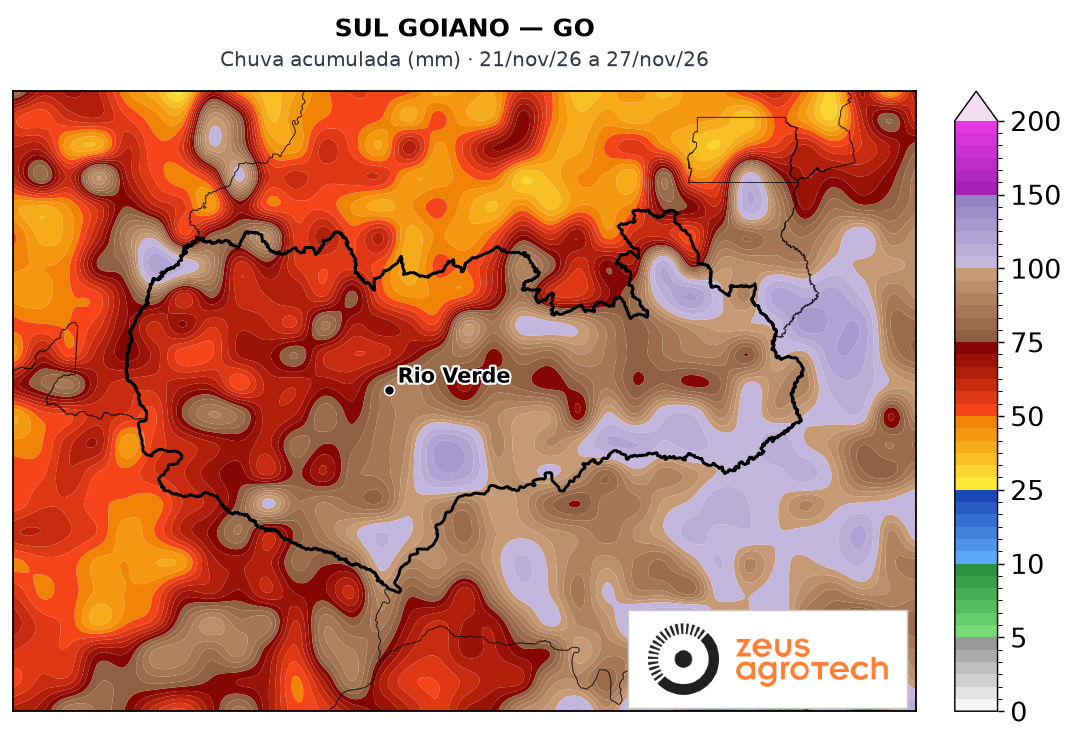 SUL GOIANO — GO
Chuva acumulada (mm) · 21/nov/26 a 27/nov/26
200
150
100
75
50
25
10
5
0
Rio Verde
zeus
agrotech